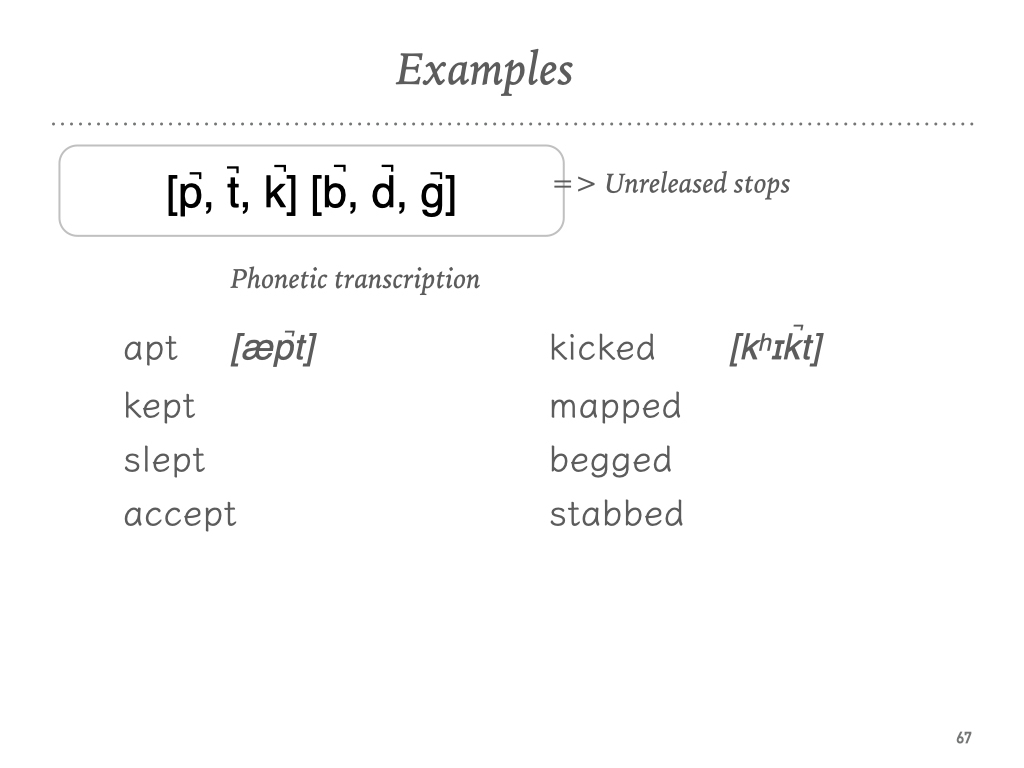 Examples
[p̚, t̚, k̚] [b̚, d̚, g̚]
=> Unreleased stops
Phonetic transcription
apt [æp̚t]
kicked [kʰɪk̚t]
kept
mapped
slept
begged
accept
stabbed
67